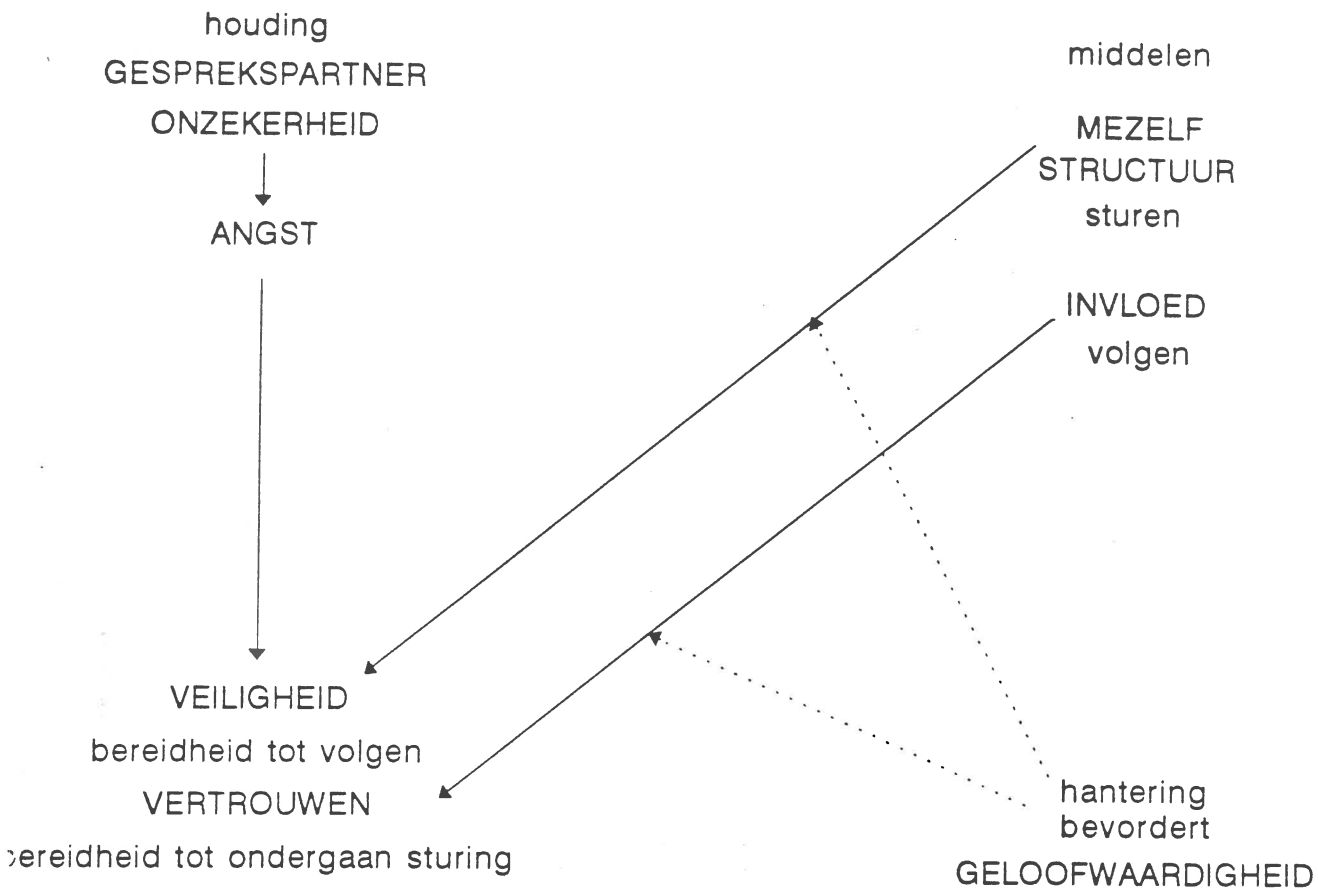 houding
GESPREKSPARTNER
ONZEKERHEID
ANGST
VEILIGHEID
bereidheid tot volgen
VERTROUWEN
bereidheid tot ondergaan sturing
middelen
MEZELF
STRUCTUUR
sturen
INVLOED
volgen
hantering
bevordert
GELOOFWAARDIGHEID